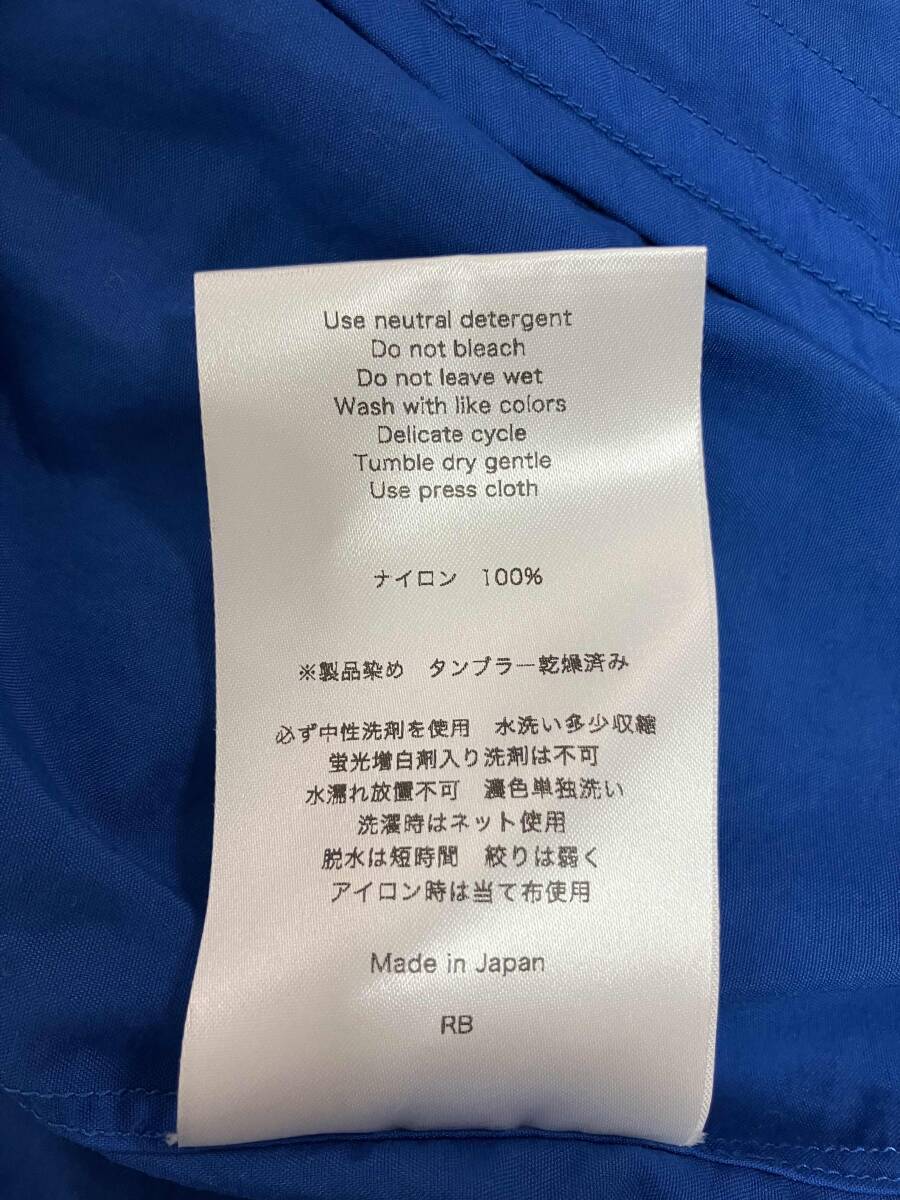 Use neutral detergent
Do not bleach
Do not leave wet
Wash with like colors
Delicate cycle
Tumble dry gentle
Use press cloth
ナイロン　100%
※製品染め　タンブラー乾燥済み
必ず中性洗剤を使用　水洗い多少収縮
蛍光増白剤入り洗剤は不可
水濡れ放置不可　濃色単独洗い
洗濯時はネット使用
脱水は短時間　絞りは弱く
アイロン時は当て布使用
Made in Japan
RB